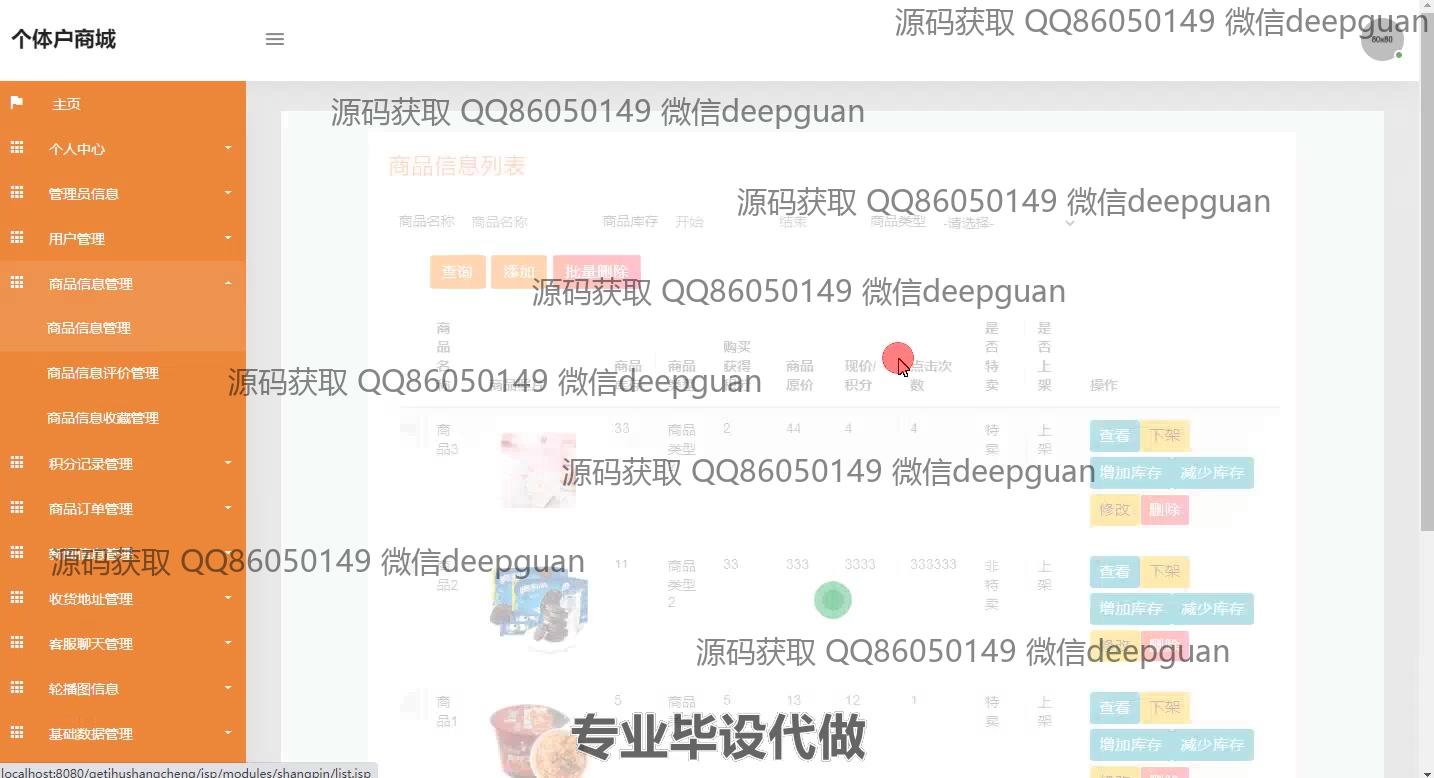 个体户商城
源码获取 QQ86050149 微信deepguan
80x80
主页
源码获取 QQ86050149 微信deepguan
个人中心
商品信息列表
管理员信息
源码获取 QQ86050149 微信deepguan
商品名称 商品名称 商品库存 开始 结束 商品类型 -请选择-
用户管理
查询 添加 批量删除
商品信息管理
源码获取 QQ86050149 微信deepguan
商品信息管理
商品 商品 购买获得 商品原价 现价/积分 点击次数 是否特卖 是否上架 操作
商品信息评价管理
源码获取 QQ86050149 微信deepguan
商品信息收藏管理
商品3 33 商品类型 2 44 4 4 特卖 上架 查看 下架
积分记录管理
源码获取 QQ86050149 微信deepguan
增加库存 减少库存
商品订单管理
修改 删除
源码获取 QQ86050149 微信deepguan
品2 11 商品类型2 33 333 3333 333333 非特卖 上架 查看 下架
收货地址管理
增加库存 减少库存
客服聊天管理
修改 删除
源码获取 QQ86050149 微信deepguan
轮播图信息
商品1 5 商品类型 5 13 12 1 特卖 上架 查看 下架
基础数据管理
专业毕设代做
增加库存 减少库存
修改 删除
localhost:8080/getihushangcheng/jsp/modules/shangpin/list.jsp